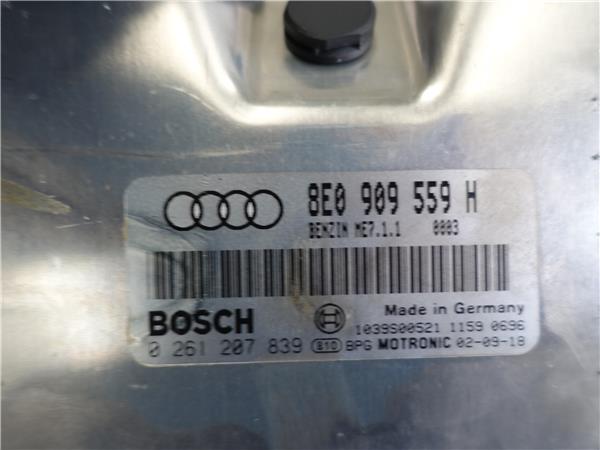 8E0 909 559 H
BENZIN ME7.1.1 0003
BOSCH
Made in Germany
1039S00521 1159 0696
0 261 207 839 810 BPG MOTRONIC 02-09-18